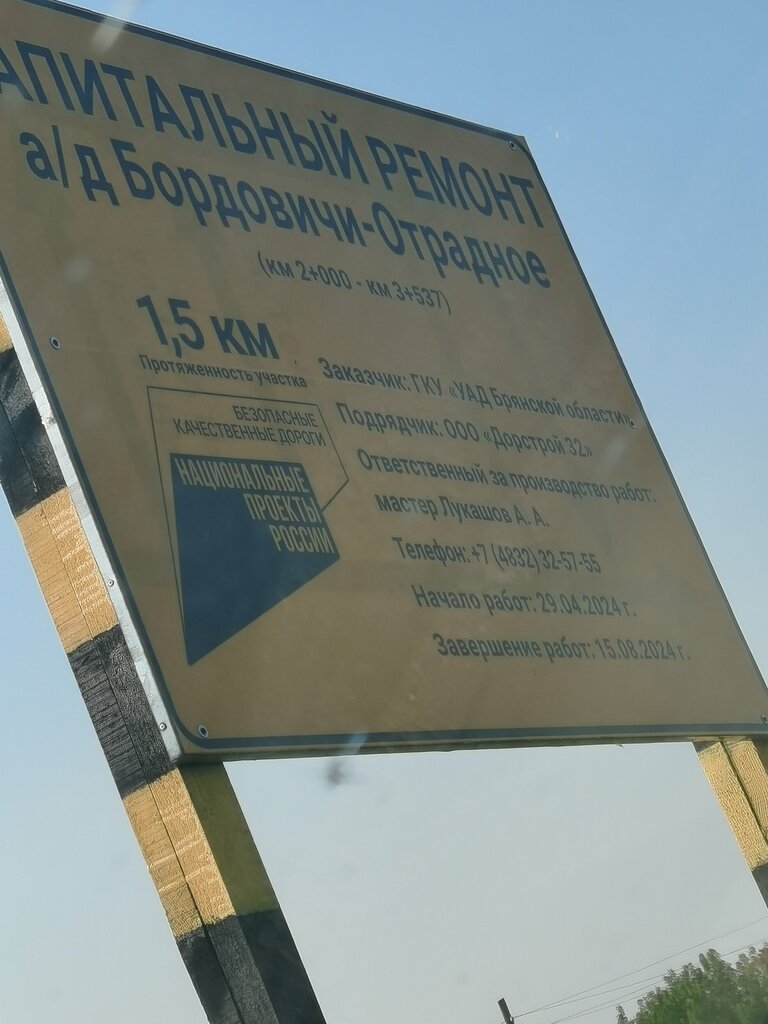 АПИТАЛЬНЫЙ РЕМОНТ
а/д Бордовичи-Отрадное
(км 2+000 - км 3+537)
1,5 км
Протяженность участка
БЕЗОПАСНЫЕ
КАЧЕСТВЕННЫЕ ДОРОГИ
НАЦИОНАЛЬНЫЕ
ПРОЕКТЫ
РОССИИ
Заказчик: ГКУ «УАД Брянской области»
Подрядчик: ООО «Дорстрой 32»
Ответственный за производство работ:
мастер Лукашов А. А.
Телефон: +7 (4832) 32-57-55
Начало работ: 29.04.2024 г.
Завершение работ: 15.08.2024 г.